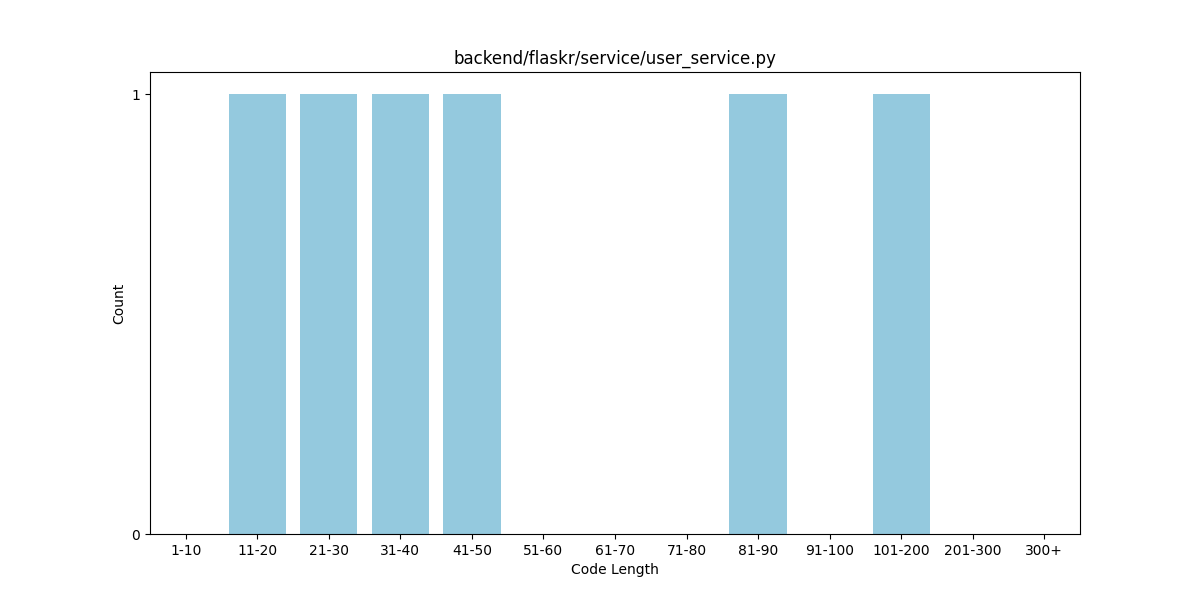 backend/flaskr/service/user_service.py
1
Count
0
1-10 11-20 21-30 31-40 41-50 51-60 61-70 71-80 81-90 91-100 101-200 201-300 300+
Code Length